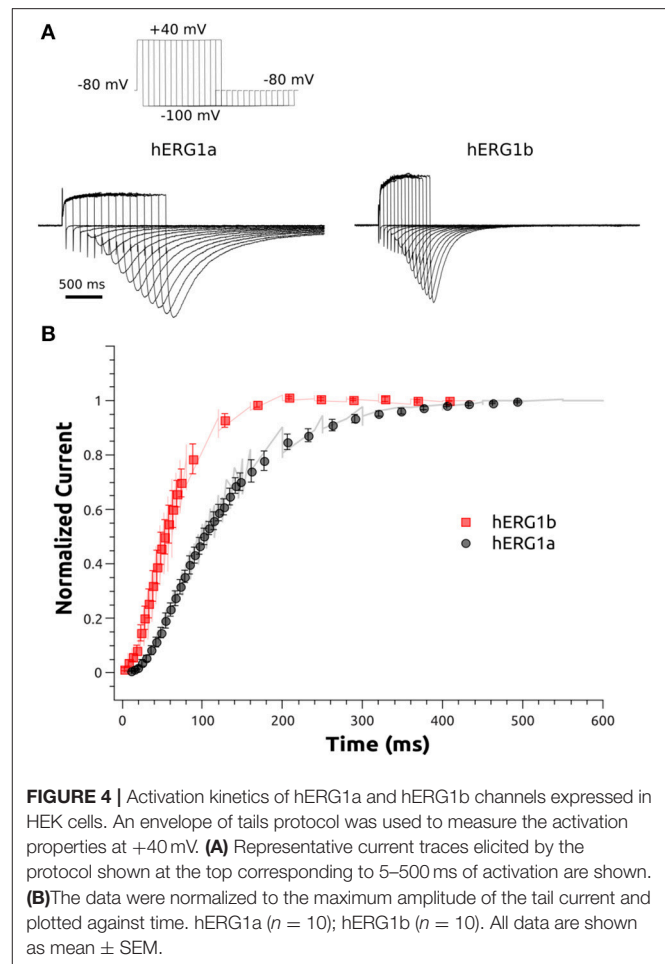 A
+40 mV
-80 mV
-80 mV
-100 mV
hERG1a
hERG1b
500 ms
B
Normalized Current
1
0.8
0.6
0.4
0.2
0
hERG1b
hERG1a
0
100
200
300
400
500
600
Time (ms)
FIGURE 4 | Activation kinetics of hERG1a and hERG1b channels expressed in
HEK cells. An envelope of tails protocol was used to measure the activation
properties at +40 mV. (A) Representative current traces elicited by the
protocol shown at the top corresponding to 5–500 ms of activation are shown.
(B)The data were normalized to the maximum amplitude of the tail current and
plotted against time. hERG1a (n = 10); hERG1b (n = 10). All data are shown
as mean ± SEM.